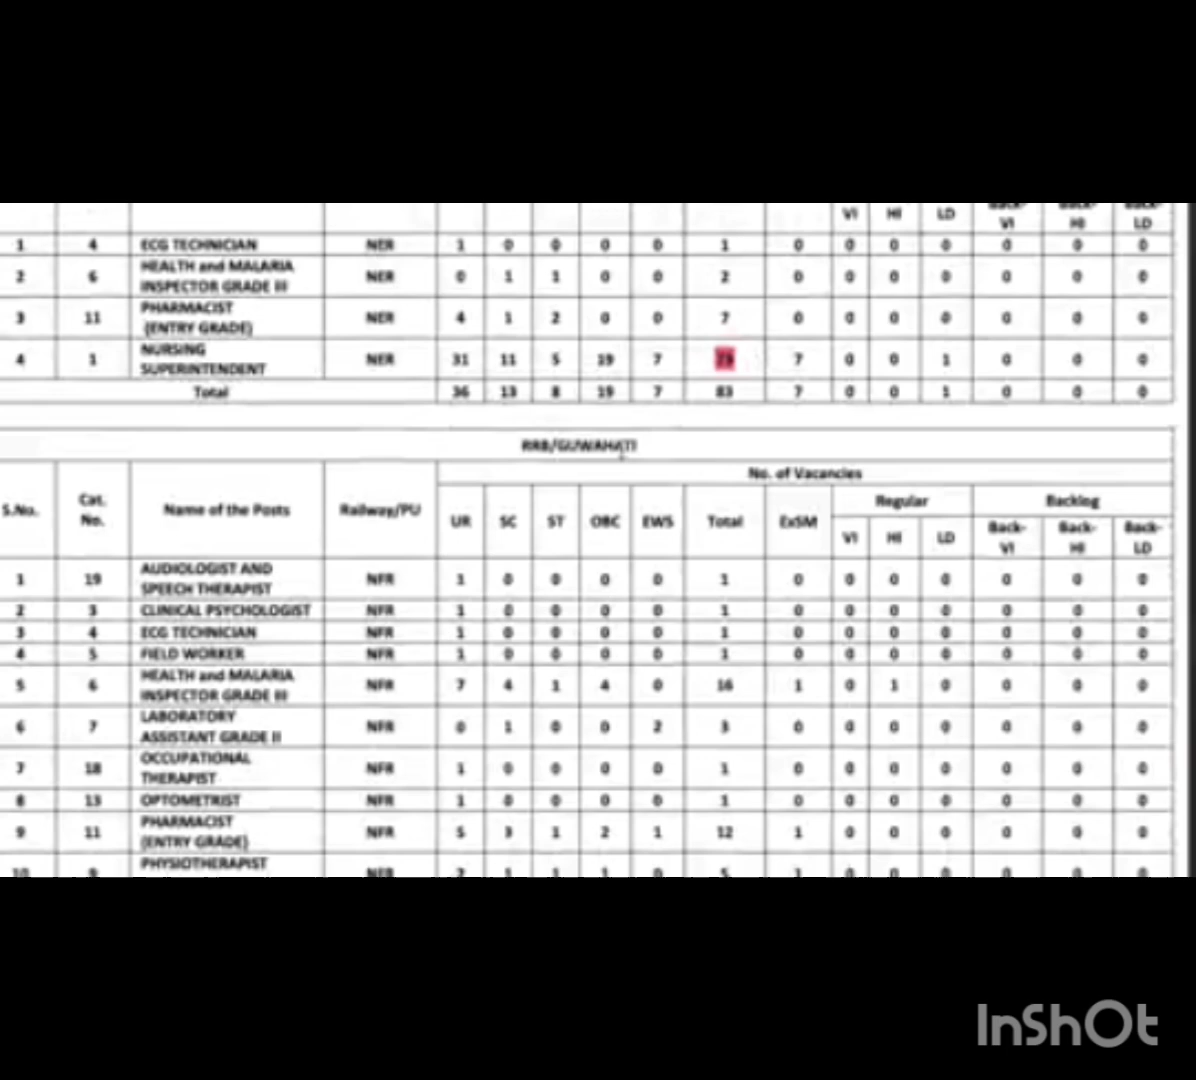 VI HI LD Back-VI Back-HI Back-LD
1 4 ECG TECHNICIAN NER 1 0 0 0 0 1 0 0 0 0 0 0 0
2 6 HEALTH and MALARIA INSPECTOR GRADE III NER 0 1 1 0 0 2 0 0 0 0 0 0 0
3 11 PHARMACIST (ENTRY GRADE) NER 4 1 2 0 0 7 0 0 0 0 0 0 0
4 1 NURSING SUPERINTENDENT NER 31 11 5 19 7 73 7 0 0 1 0 0 0
Total 36 13 8 19 7 83 7 0 0 1 0 0 0
RRB/GUWAHATI
No. of Vacancies
S.No. Cat. No. Name of the Posts Railway/PU UR SC ST OBC EWS Total ExSM Regular Backlog
VI HI LD Back-VI Back-HI Back-LD
1 19 AUDIOLOGIST AND SPEECH THERAPIST NFR 1 0 0 0 0 1 0 0 0 0 0 0 0
2 3 CLINICAL PSYCHOLOGIST NFR 1 0 0 0 0 1 0 0 0 0 0 0 0
3 4 ECG TECHNICIAN NFR 1 0 0 0 0 1 0 0 0 0 0 0 0
4 5 FIELD WORKER NFR 1 0 0 0 0 1 0 0 0 0 0 0 0
5 6 HEALTH and MALARIA INSPECTOR GRADE III NFR 7 4 1 4 0 16 1 0 1 0 0 0 0
6 7 LABORATORY ASSISTANT GRADE II NFR 0 1 0 0 2 3 0 0 0 0 0 0 0
7 18 OCCUPATIONAL THERAPIST NFR 1 0 0 0 0 1 0 0 0 0 0 0 0
8 13 OPTOMETRIST NFR 1 0 0 0 0 1 0 0 0 0 0 0 0
9 11 PHARMACIST (ENTRY GRADE) NFR 5 3 1 2 1 12 1 0 0 0 0 0 0
10 9 PHYSIOTHERAPIST NFR 2 1 1 1 0 5 1 0 0 0 0 0 0
InShOt